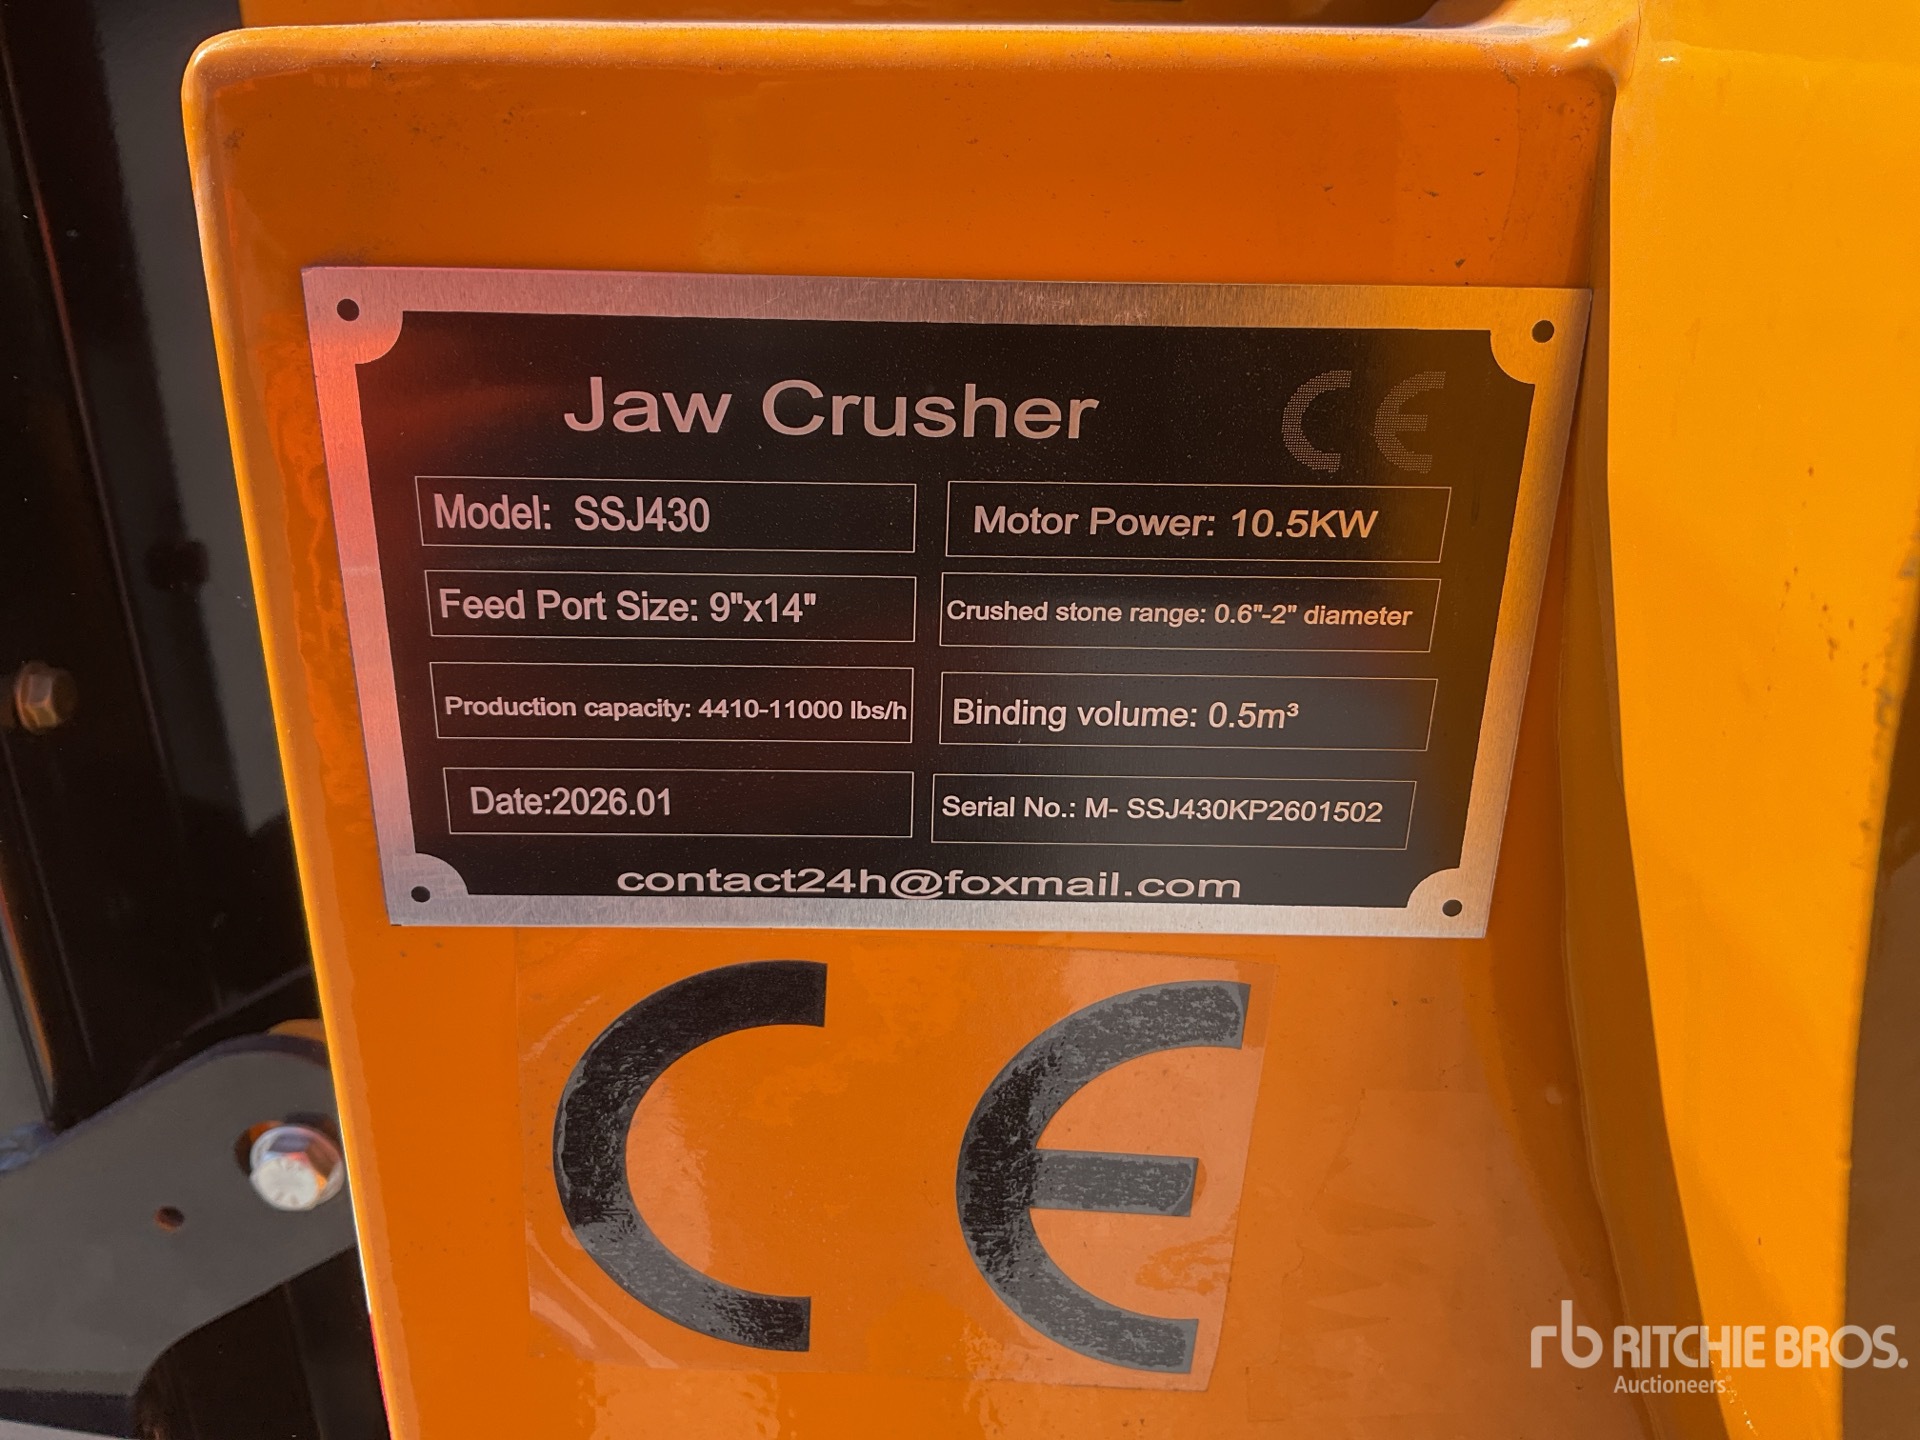 Jaw Crusher CE
Model: SSJ430
Motor Power: 10.5KW
Feed Port Size: 9"x14"
Crushed stone range: 0.6"-2" diameter
Production capacity: 4410-11000 lbs/h
Binding volume: 0.5m³
Date:2026.01
Serial No.: M- SSJ430KP2601502
contact24h@foxmail.com
CE
rb RITCHIE BROS.
Auctioneers